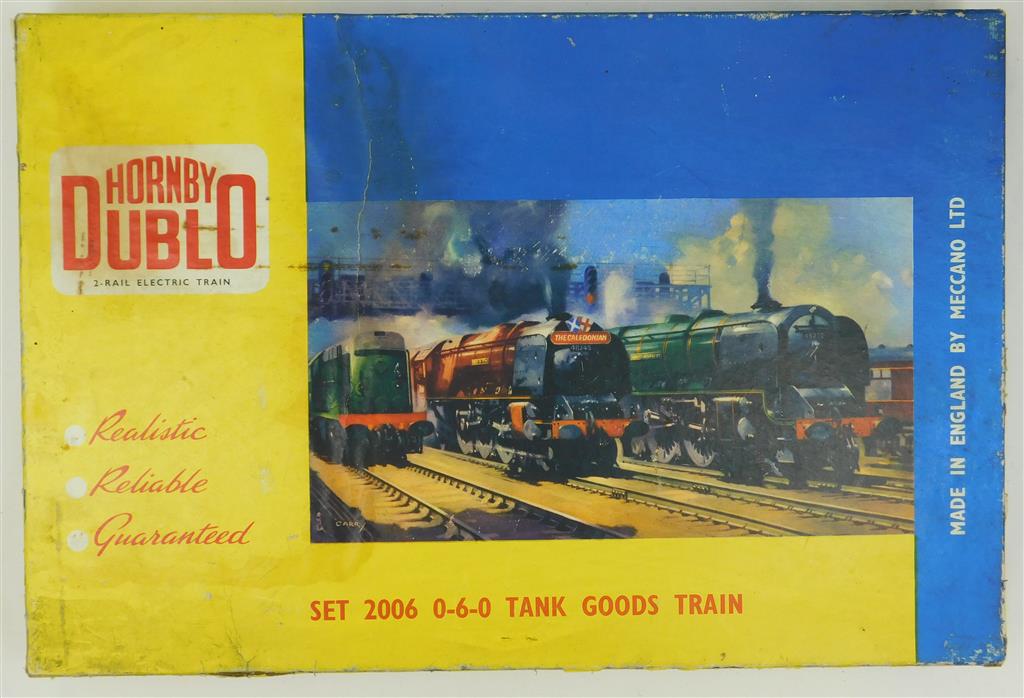 HORNBY
DUBLO
2-RAIL ELECTRIC TRAIN
Realistic
Reliable
Guaranteed
THE CALEDONIAN
CARR
SET 2006 0-6-0 TANK GOODS TRAIN
MADE IN ENGLAND BY MECCANO LTD